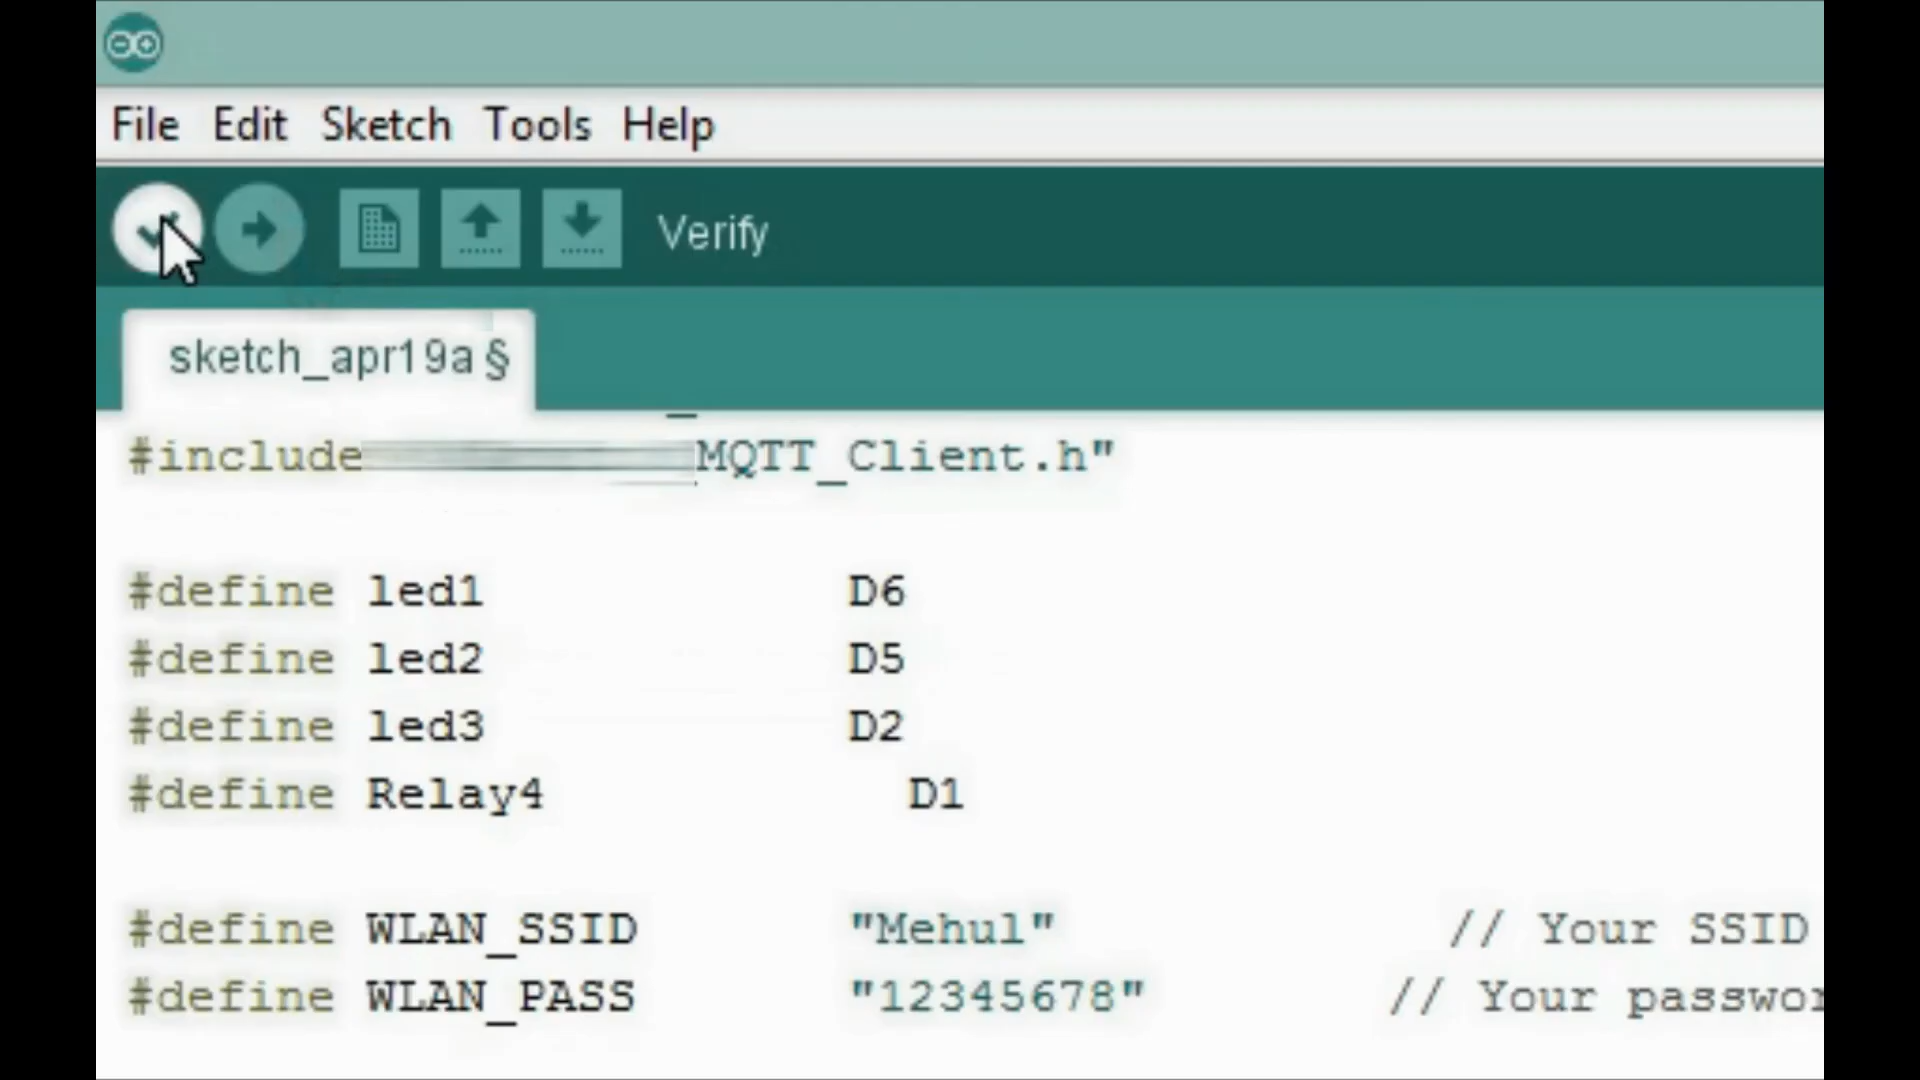 File Edit Sketch Tools Help
Verify
sketch_apr19a §
#include MQTT_Client.h"
#define led1 D6
#define led2 D5
#define led3 D2
#define Relay4 D1
#define WLAN_SSID "Mehul" // Your SSID
#define WLAN_PASS "12345678" // Your